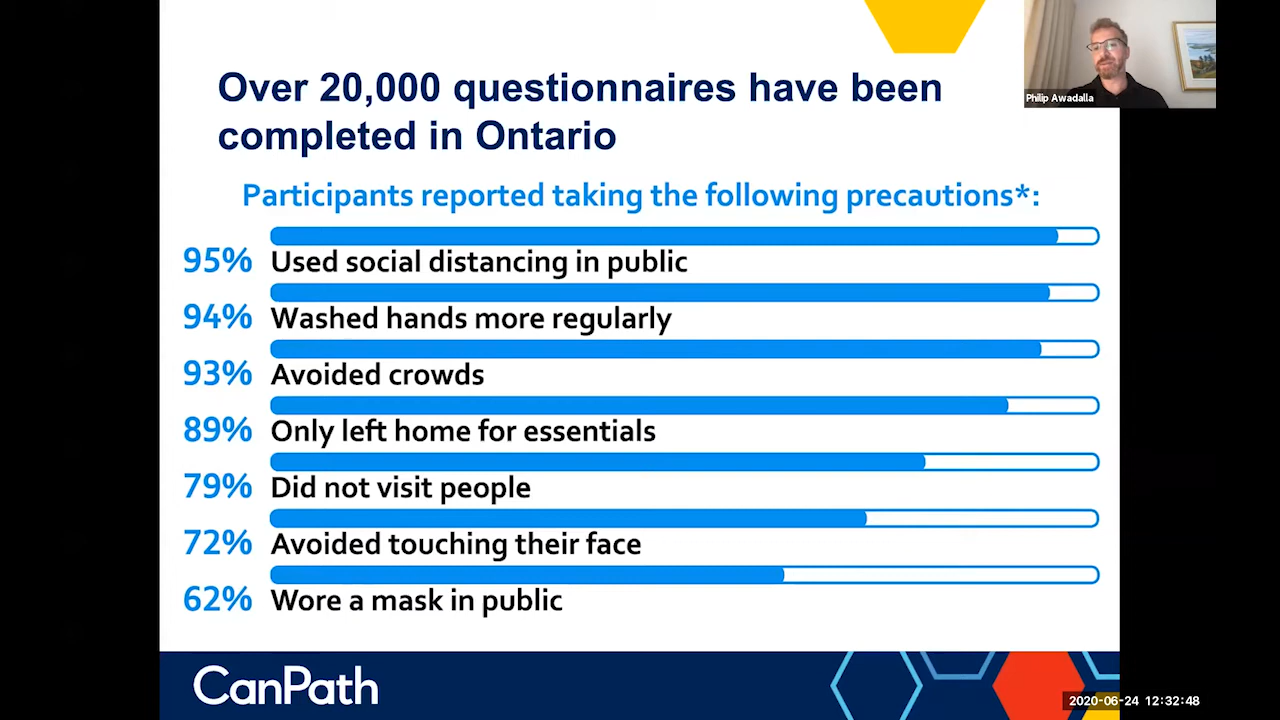 Over 20,000 questionnaires have been
completed in Ontario
Philip Awadalla
Participants reported taking the following precautions*:
95% Used social distancing in public
94% Washed hands more regularly
93% Avoided crowds
89% Only left home for essentials
79% Did not visit people
72% Avoided touching their face
62% Wore a mask in public
CanPath
2020-06-24 12:32:48